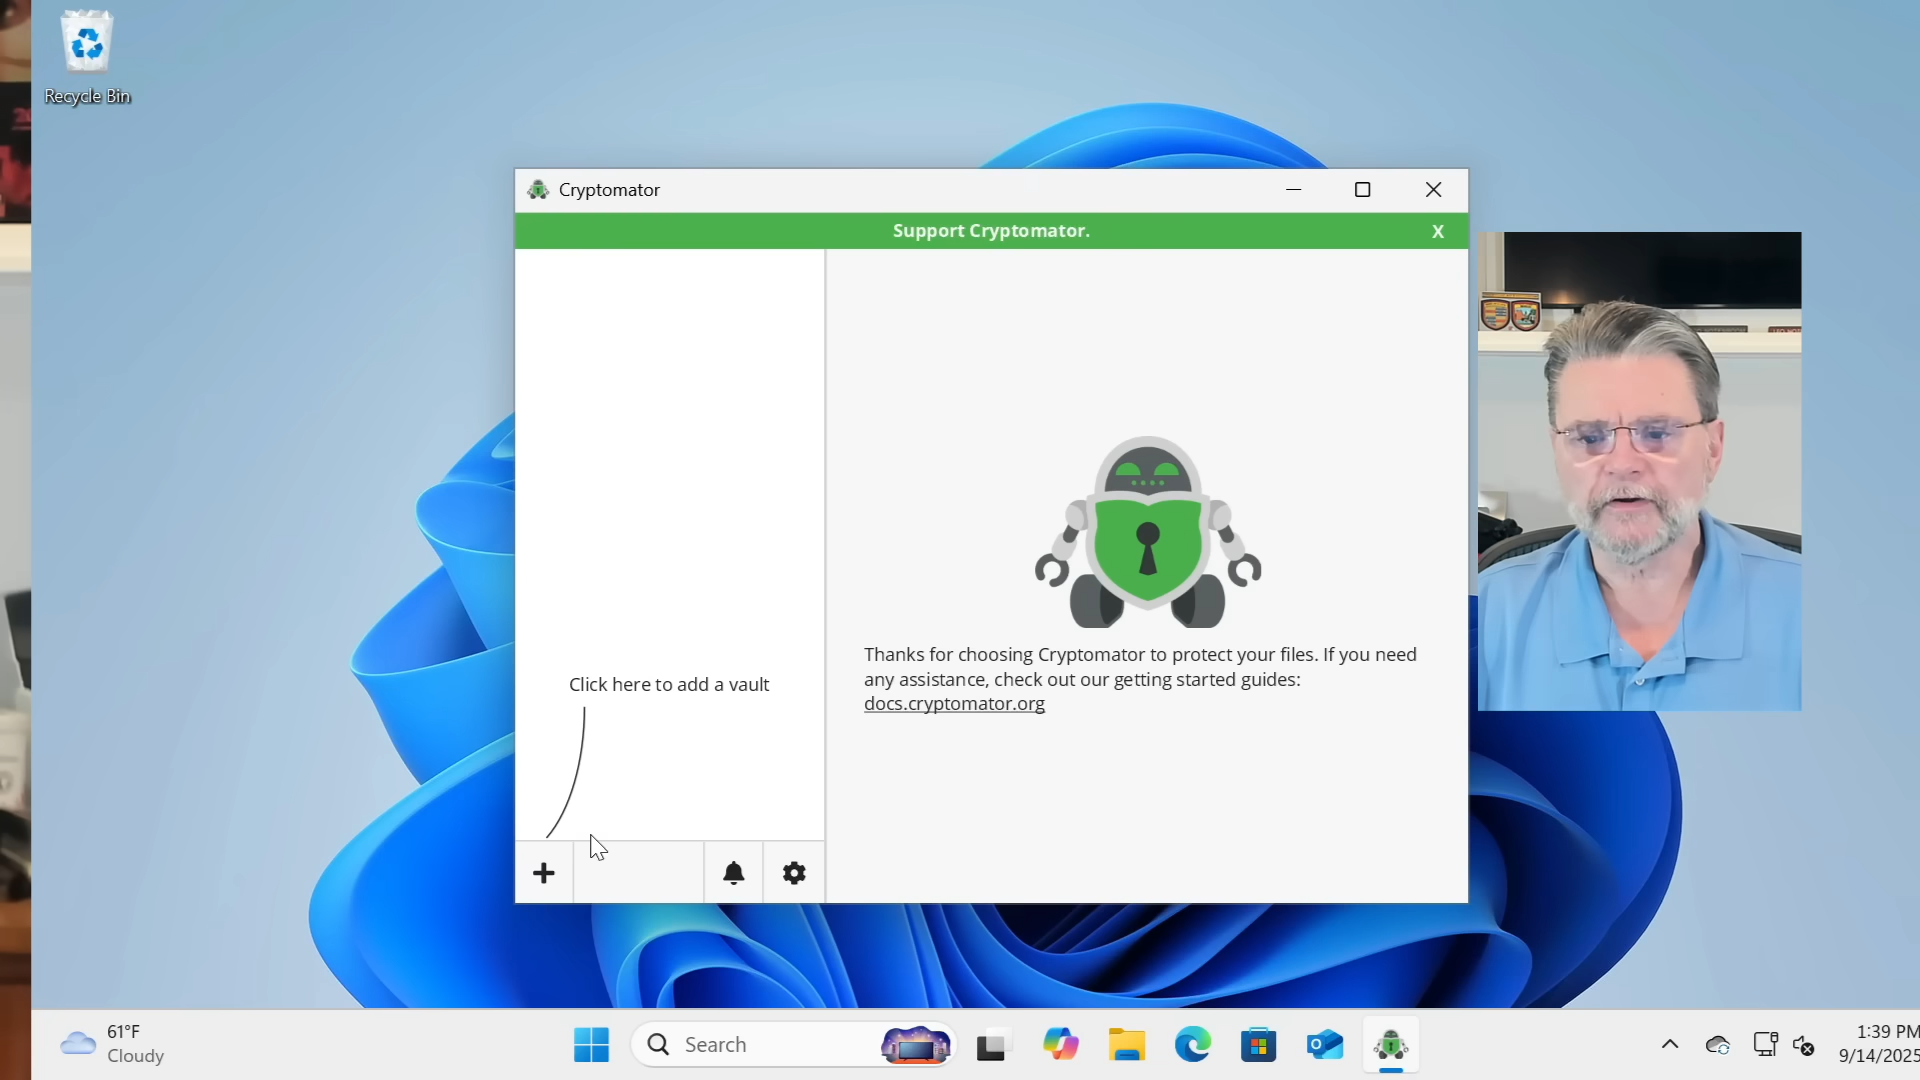 Recycle Bin
Cryptomator
Support Cryptomator.
X
Click here to add a vault
Thanks for choosing Cryptomator to protect your files. If you need
any assistance, check out our getting started guides:
docs.cryptomator.org
61°F
Cloudy
Search
1:39 PM
9/14/2025